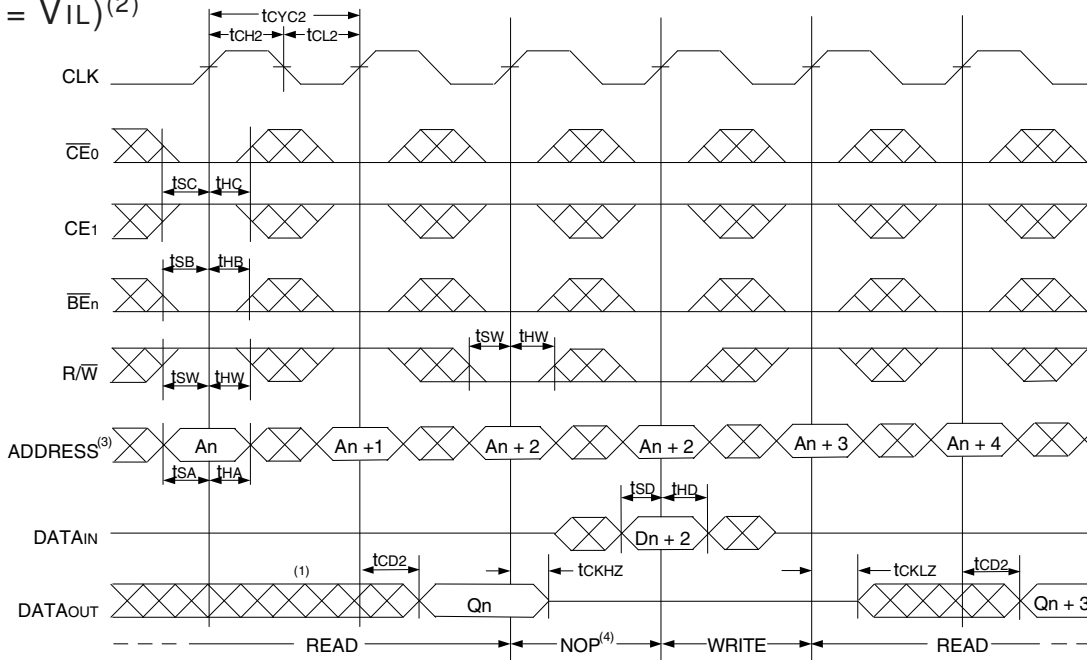 = VIL)(2)
tCYC2
tCH2 tCL2
CLK
CE0
tSC tHC
CE1
tSB tHB
BEn
tSW tHW
R/W
tSW tHW
ADDRESS(3) An An +1 An + 2 An + 2 An + 3 An + 4
tSA tHA
tSD tHD
DATAIN Dn + 2
(1) tCD2 tCKHZ tCKLZ tCD2
DATAOUT Qn Qn + 3
READ NOP(4) WRITE READ